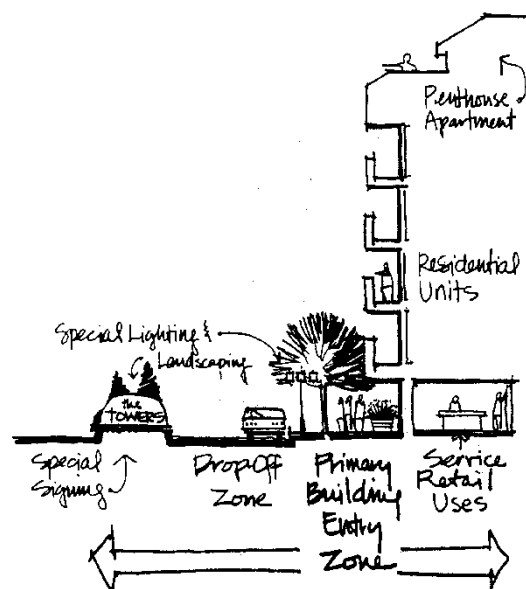 Penthouse
Apartment
Residential
Units
Special Lighting &
Landscaping
the
TOWERS
Special
Signing
Drop-Off
Zone
Primary
Building
Entry
Zone
Service
Retail
Uses